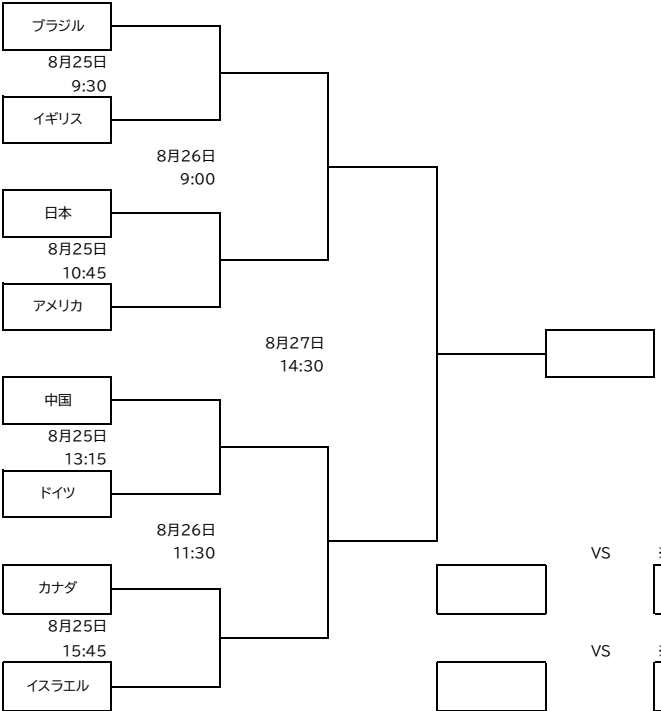 ブラジル
8月25日
9:30
イギリス
8月26日
9:00
日本
8月25日
10:45
アメリカ
8月27日
14:30
中国
8月25日
13:15
ドイツ
8月26日
11:30
VS
カナダ
8月25日
15:45
VS
イスラエル